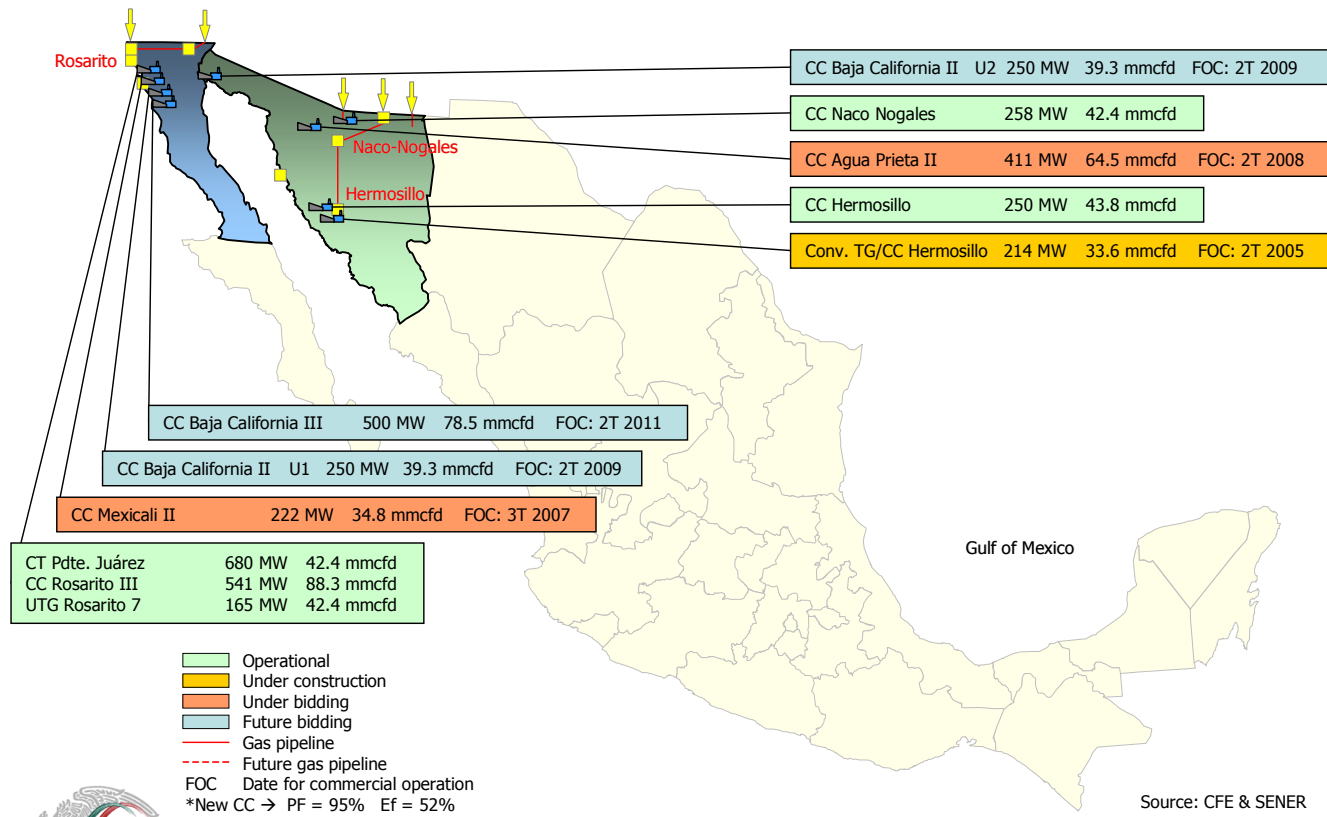 Rosarito
Naco-Nogales
Hermosillo
CC Baja California II U2 250 MW 39.3 mmcfd FOC: 2T 2009
CC Naco Nogales 258 MW 42.4 mmcfd
CC Agua Prieta II 411 MW 64.5 mmcfd FOC: 2T 2008
CC Hermosillo 250 MW 43.8 mmcfd
Conv. TG/CC Hermosillo 214 MW 33.6 mmcfd FOC: 2T 2005
CC Baja California III 500 MW 78.5 mmcfd FOC: 2T 2011
CC Baja California II U1 250 MW 39.3 mmcfd FOC: 2T 2009
CC Mexicali II 222 MW 34.8 mmcfd FOC: 3T 2007
CT Pdte. Juárez 680 MW 42.4 mmcfd
CC Rosarito III 541 MW 88.3 mmcfd
UTG Rosarito 7 165 MW 42.4 mmcfd
Gulf of Mexico
Operational
Under construction
Under bidding
Future bidding
Gas pipeline
Future gas pipeline
FOC Date for commercial operation
*New CC → PF = 95% Ef = 52%
Source: CFE & SENER